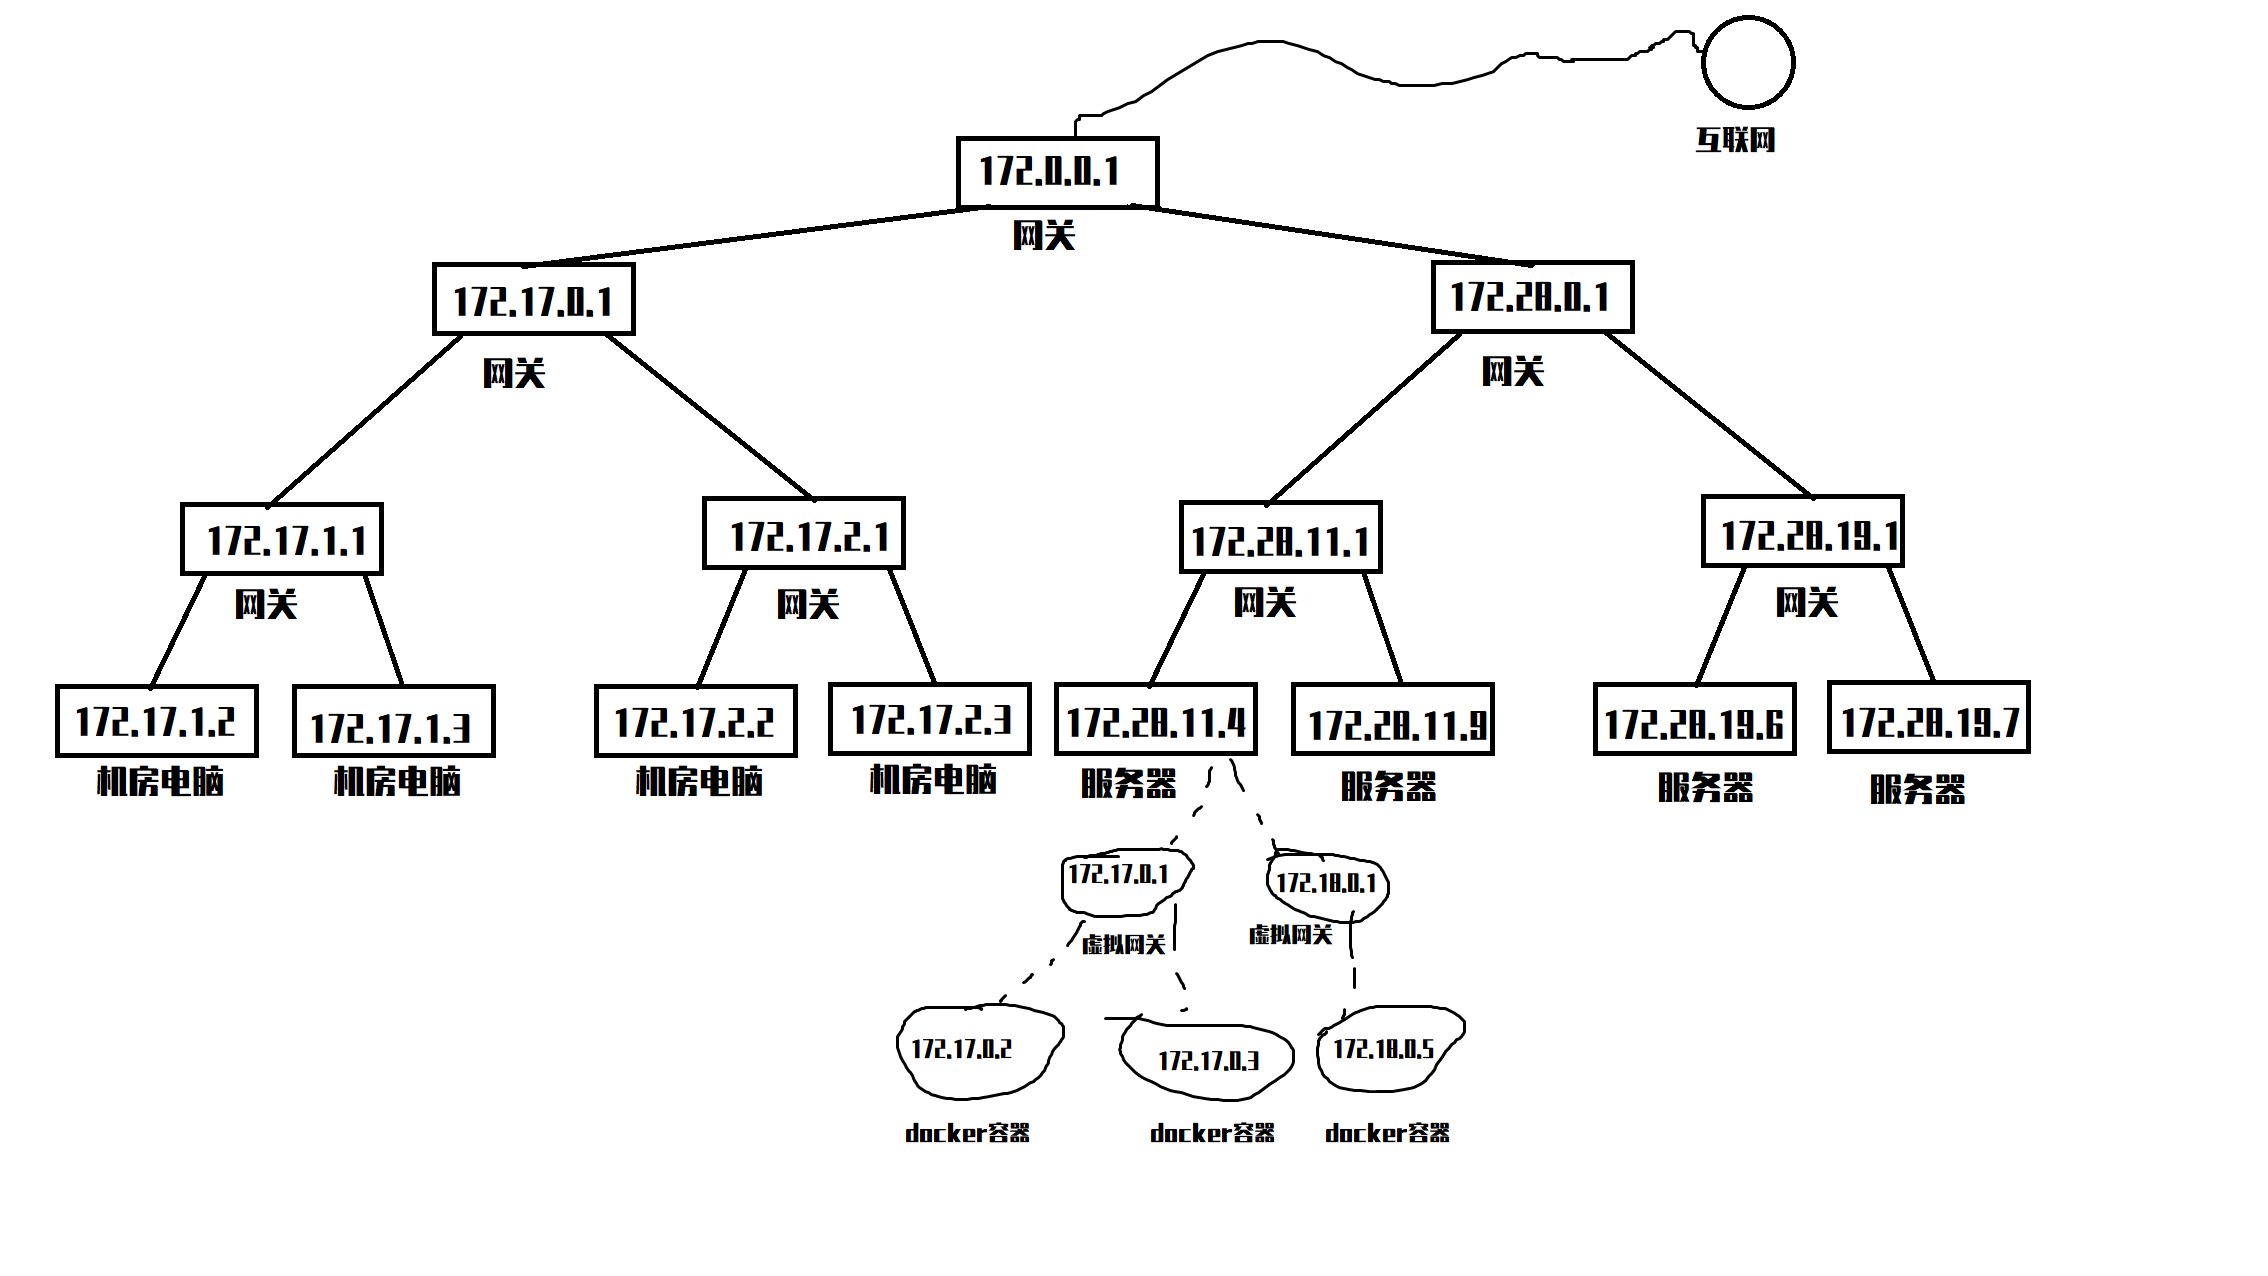 互联网
172.0.0.1
网关
172.17.0.1
172.28.0.1
网关
网关
172.17.1.1
172.17.2.1
172.28.11.1
172.28.19.1
网关
网关
网关
网关
172.17.1.2
172.17.1.3
172.17.2.2
172.17.2.3
172.28.11.4
172.28.11.9
172.28.19.6
172.28.19.7
机房电脑
机房电脑
机房电脑
机房电脑
服务器
服务器
服务器
服务器
172.17.0.1
172.18.0.1
虚拟网关
虚拟网关
172.17.0.2
172.17.0.3
172.18.0.5
docker容器
docker容器
docker容器